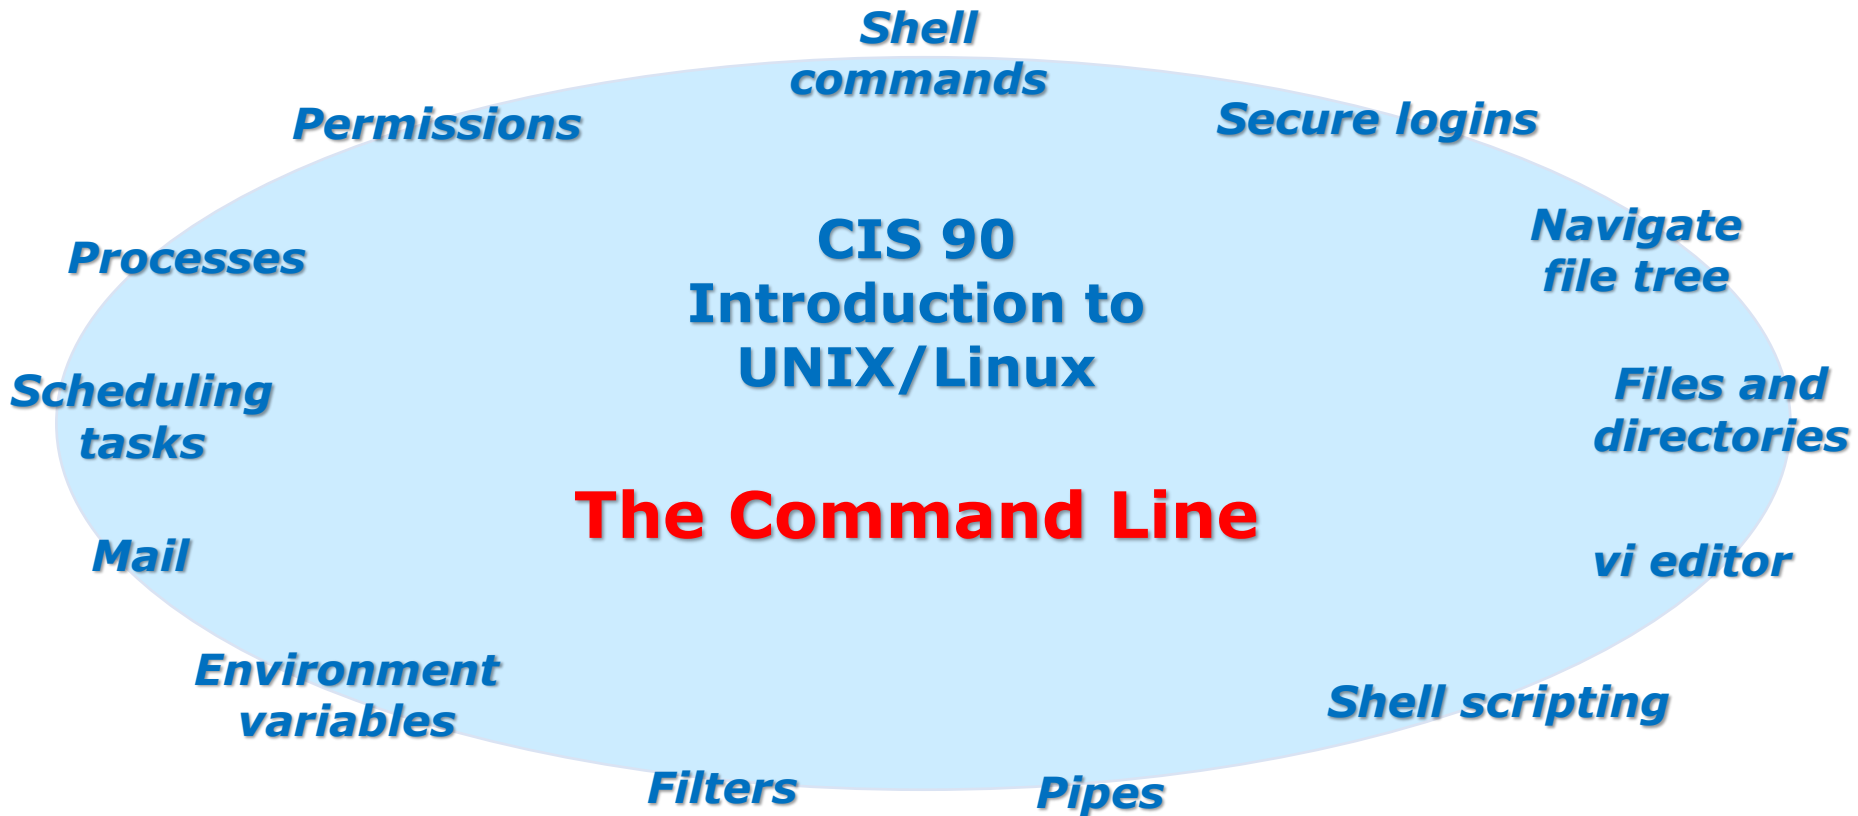 Shell
commands
Permissions
Secure logins
Navigate
file tree
Processes
CIS 90
Introduction to
UNIX/Linux
Scheduling
tasks
Files and
directories
The Command Line
Mail
vi editor
Environment
variables
Shell scripting
Filters
Pipes